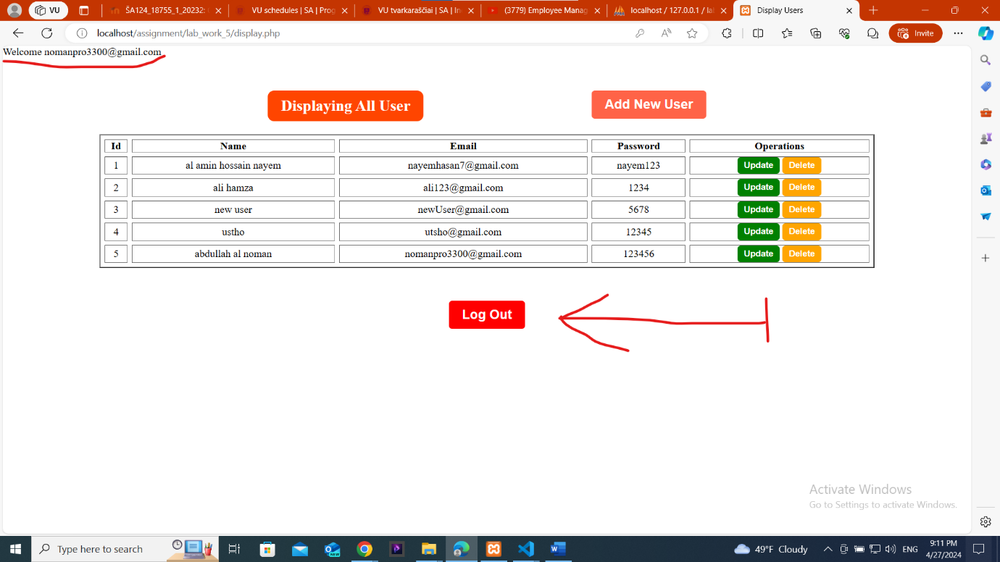 VU
ŠA124_18755_1_20232:
VU schedules | SA | Prog
VU tvarkaraščiai | SA | In
(3779) Employee Manag
localhost / 127.0.0.1 / la
Display Users
localhost/assignment/lab_work_5/display.php
Invite
Welcome nomanpro3300@gmail.com
Displaying All User
Add New User
Id Name Email Password Operations
1 al amin hossain nayem nayemhasan7@gmail.com nayem123 Update Delete
2 ali hamza ali123@gmail.com 1234 Update Delete
3 new user newUser@gmail.com 5678 Update Delete
4 ustho utsho@gmail.com 12345 Update Delete
5 abdullah al noman nomanpro3300@gmail.com 123456 Update Delete
Log Out
Activate Windows
Go to Settings to activate Windows.
Type here to search
NEW
49°F Cloudy
ENG
9:11 PM
4/27/2024